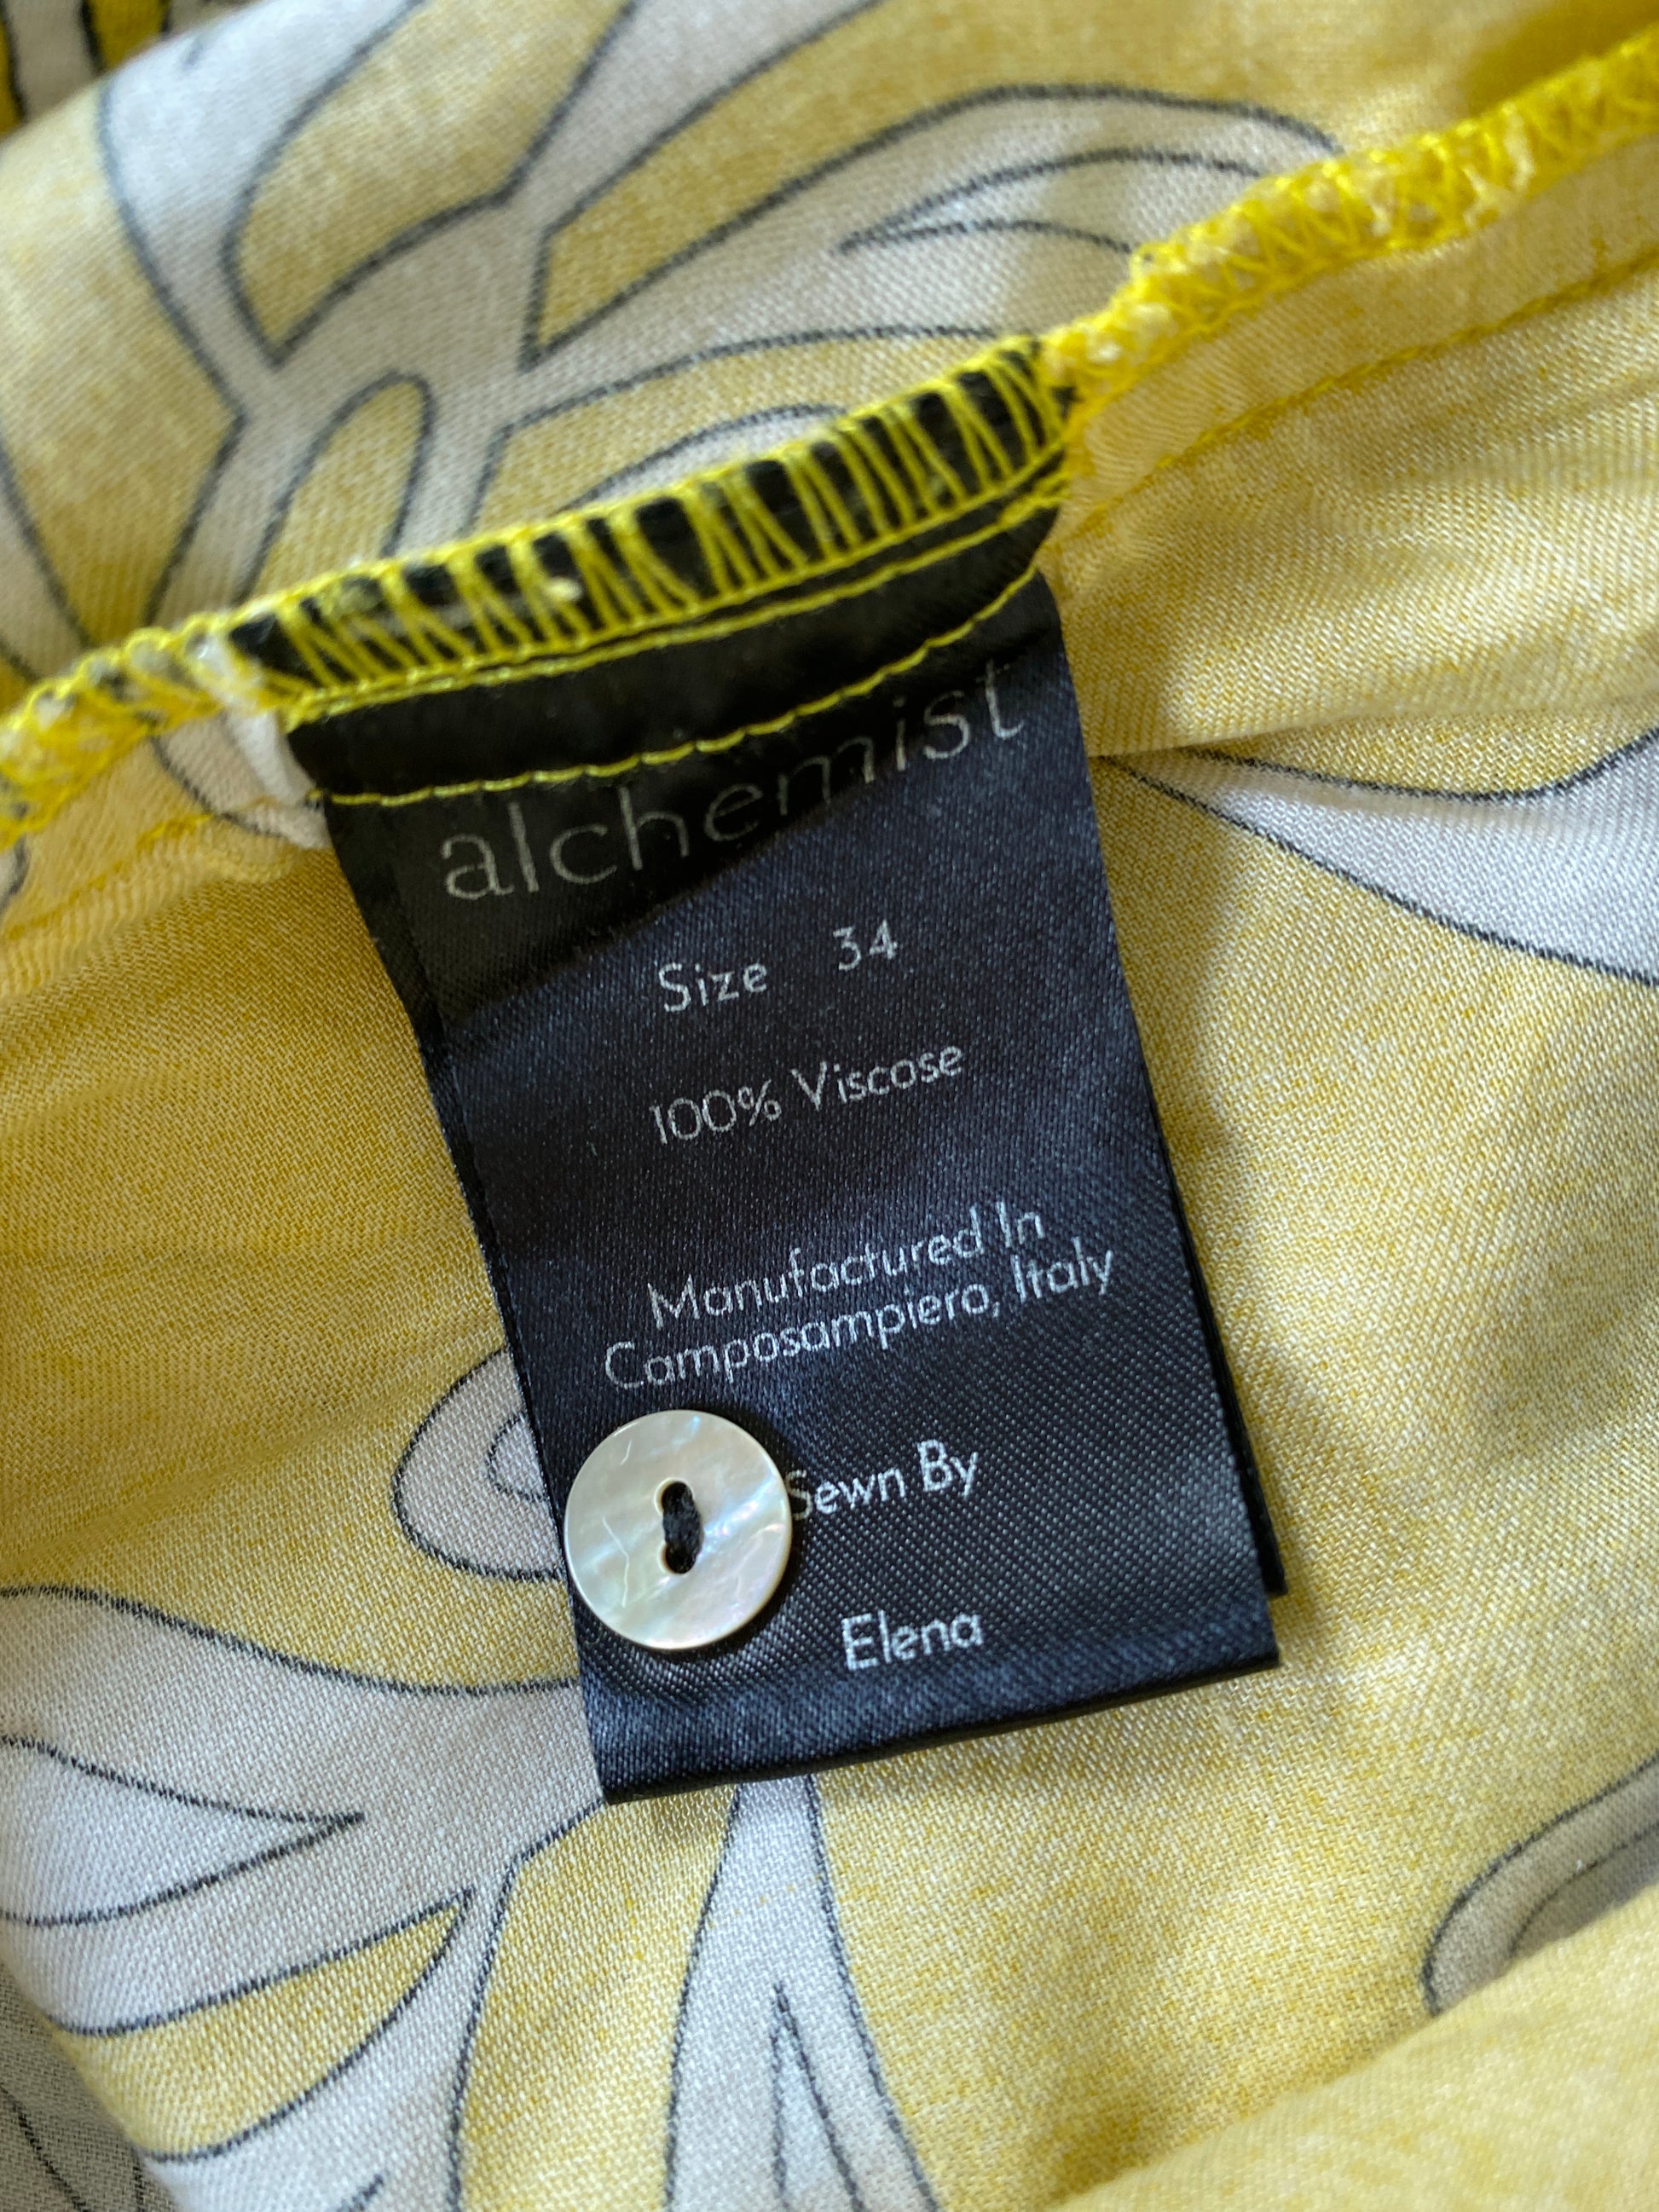 alchemist
Size 34
100% Viscose
Manufactured In
Camposampiero, Italy
Sewn By
Elena